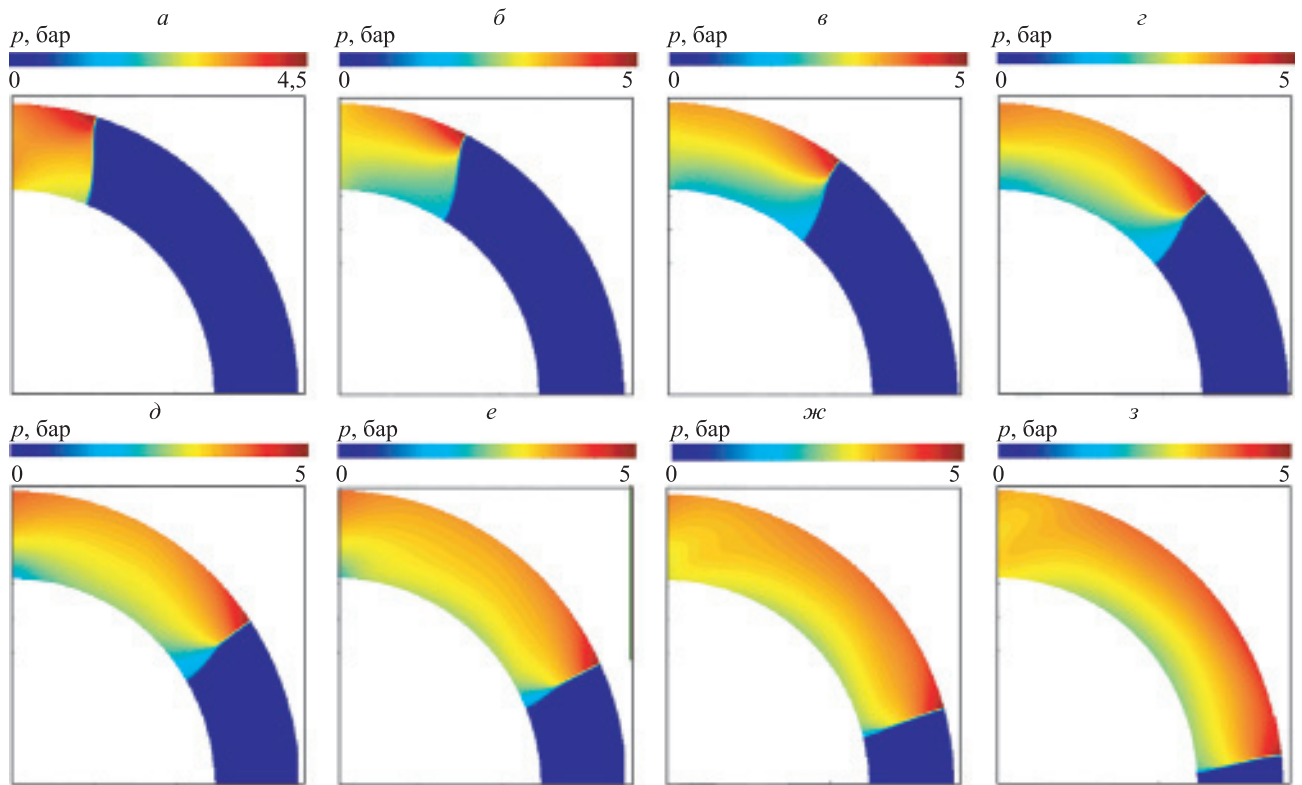 а б в г
p, бар p, бар p, бар p, бар
0 4,5 0 5 0 5 0 5
д е ж з
p, бар p, бар p, бар p, бар
0 5 0 5 0 5 0 5